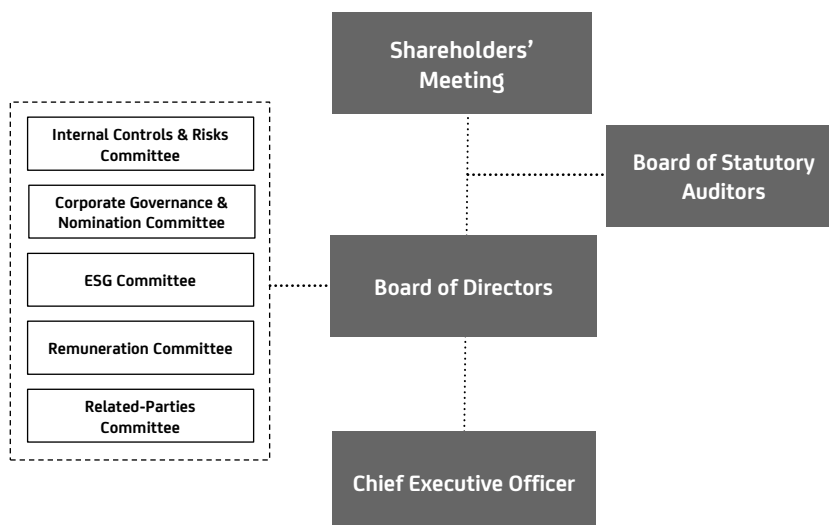 Shareholders’
Meeting
Internal Controls & Risks
Committee
Board of Statutory
Auditors
Corporate Governance &
Nomination Committee
ESG Committee
Board of Directors
Remuneration Committee
Related-Parties
Committee
Chief Executive Officer